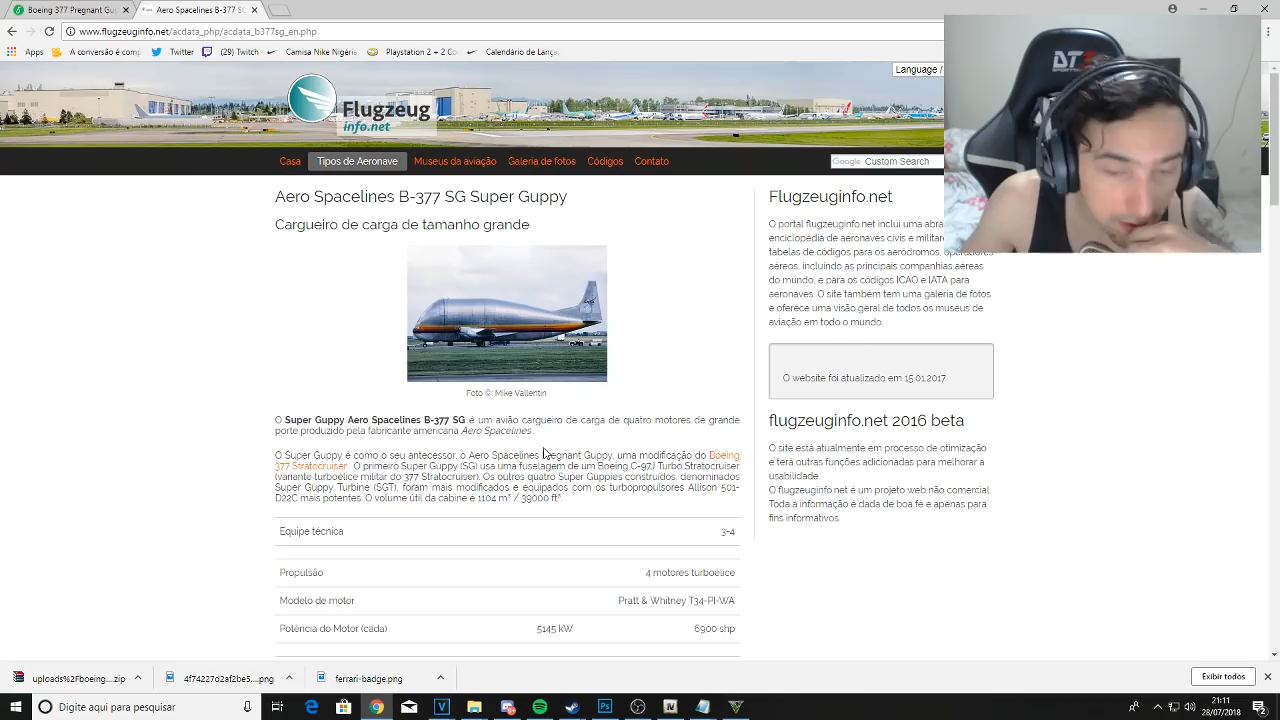 Boeing 377 Pregnant Gup
Aero Spacelines B-377 SG
www.flugzeuginfo.net/acdata_php/acdata_b377sg_en.php
Apps
A conversão é comp
Twitter
(29) Twitch
Camisa Nike Nigéria
Playstation 2 + 2 Co
Calendário de Lança
Language /
Flugzeug
info.net
Casa
Tipos de Aeronave
Museus da aviação
Galeria de fotos
Códigos
Contato
Google Custom Search
DT3
SPORTS
Aero Spacelines B-377 SG Super Guppy
Cargueiro de carga de tamanho grande
Foto ©: Mike Vallentin
O Super Guppy Aero Spacelines B-377 SG é um avião cargueiro de carga de quatro motores de grande
porte produzido pela fabricante americana Aero Spacelines .
O Super Guppy é como o seu antecessor, o Aero Spacelines Pregnant Guppy, uma modificação do Boeing
377 Stratocruiser . O primeiro Super Guppy (SG) usa uma fuselagem de um Boeing C-97J Turbo Stratocruiser
(variante turboélice militar do 377 Stratocruiser). Os outros quatro Super Guppies construídos, denominados
Super Guppy Turbine (SGT), foram mais modificados e equipados com os turbopropulsores Allison 501-
D22C mais potentes. O volume útil da cabine é 1104 m³ / 39000 ft³
Equipe técnica 3-4
Propulsão 4 motores turboélice
Modelo de motor Pratt & Whitney T34-PI-WA
Potência do Motor (cada) 5145 kW 6900 shp
Flugzeuginfo.net
O portal flugzeuginfo.net inclui uma abra
enciclopédia de aeronaves civis e militare
tabelas de códigos para os aeródromos, operadores
aéreos, incluindo as principais companhias aéreas
do mundo, e para os códigos ICAO e IATA para
aeronaves. O site também tem uma galeria de fotos
e oferece uma visão geral de todos os museus de
aviação em todo o mundo.
O website foi atualizado em 15.01.2017
flugzeuginfo.net 2016 beta
O site está atualmente em processo de otimização
e terá outras funções adicionadas para melhorar a
usabilidade.
O flugzeuginfo.net é um projeto web não comercial.
Toda a informação é dada de boa fé e apenas para
fins informativos.
uploads%2Fboeing....zip
4f74227d2af2be5....png
ferrari-badge.png
Exibir todos
Digite aqui para pesquisar
21:11
28/07/2018